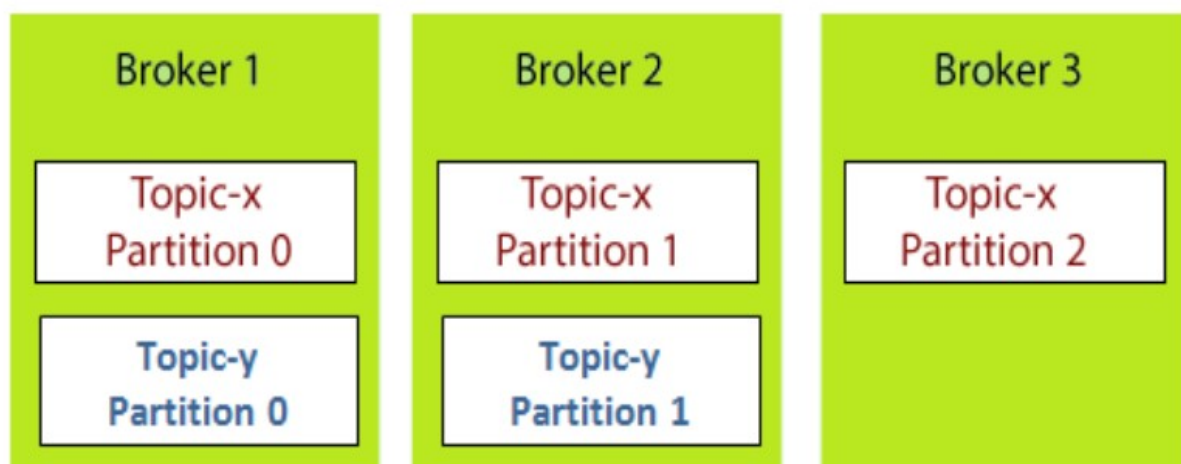 Broker 1
Topic-x
Partition 0
Topic-y
Partition 0
Broker 2
Topic-x
Partition 1
Topic-y
Partition 1
Broker 3
Topic-x
Partition 2